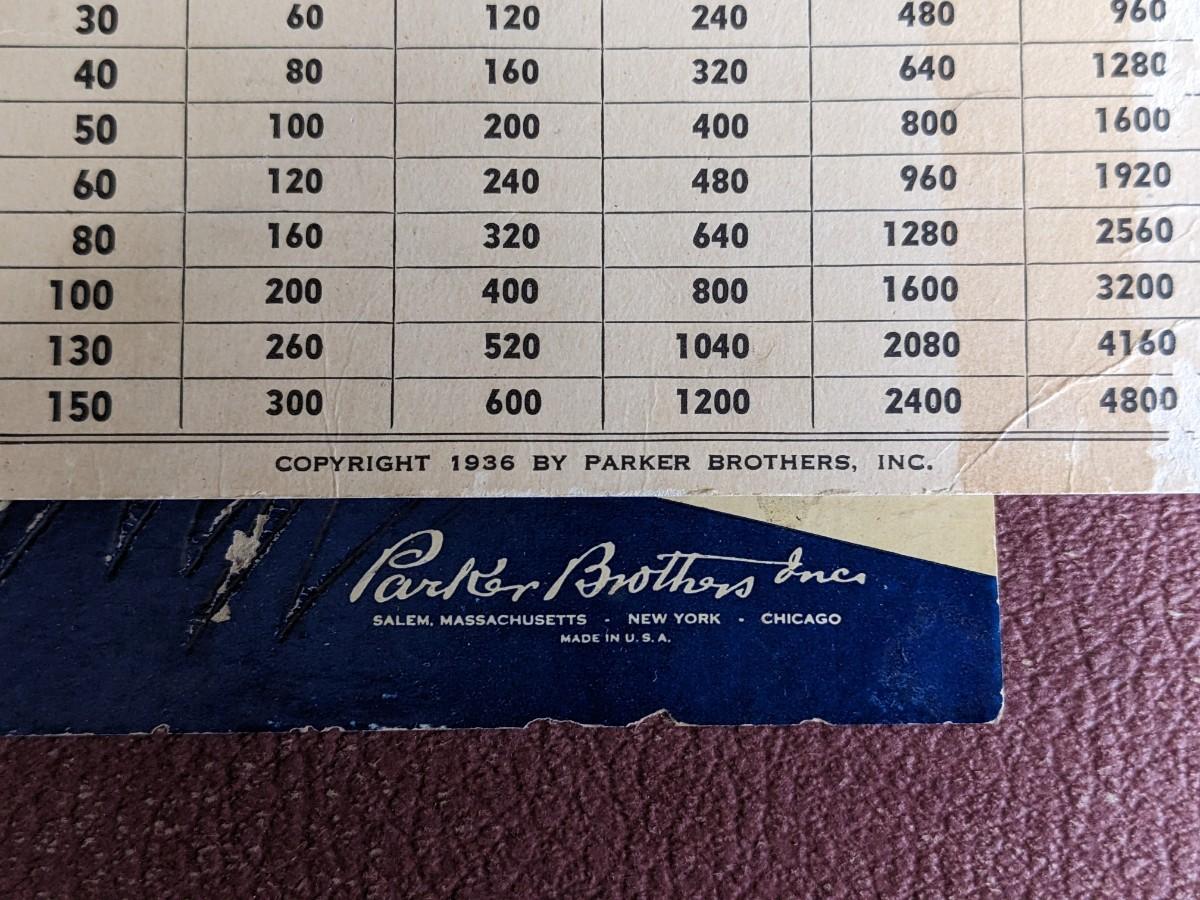 30 60 120 240 480 960
40 80 160 320 640 1280
50 100 200 400 800 1600
60 120 240 480 960 1920
80 160 320 640 1280 2560
100 200 400 800 1600 3200
130 260 520 1040 2080 4160
150 300 600 1200 2400 4800
COPYRIGHT 1936 BY PARKER BROTHERS, INC.
Parker Brothers Inc.
SALEM, MASSACHUSETTS - NEW YORK - CHICAGO
MADE IN U.S.A.